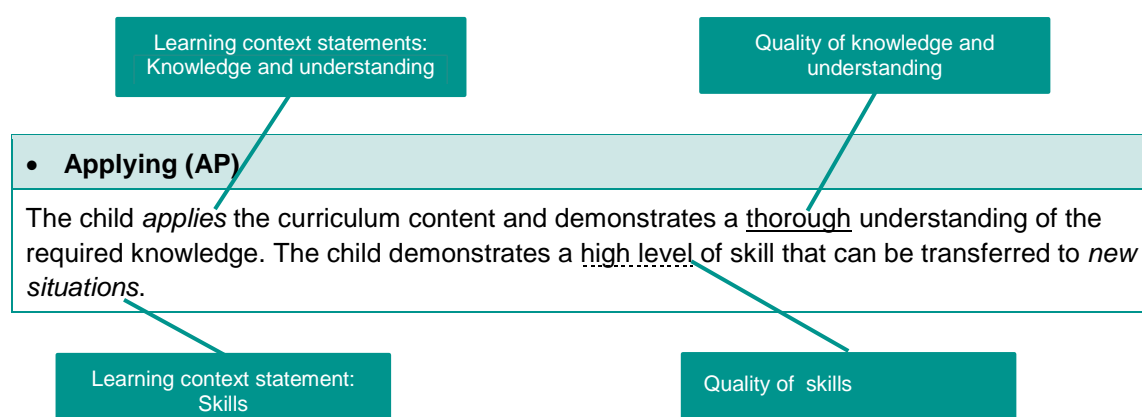 Learning context statements:
Knowledge and understanding
Quality of knowledge and
understanding
• Applying (AP)
The child applies the curriculum content and demonstrates a thorough understanding of the
required knowledge. The child demonstrates a high level of skill that can be transferred to new
situations.
Learning context statement:
Skills
Quality of skills